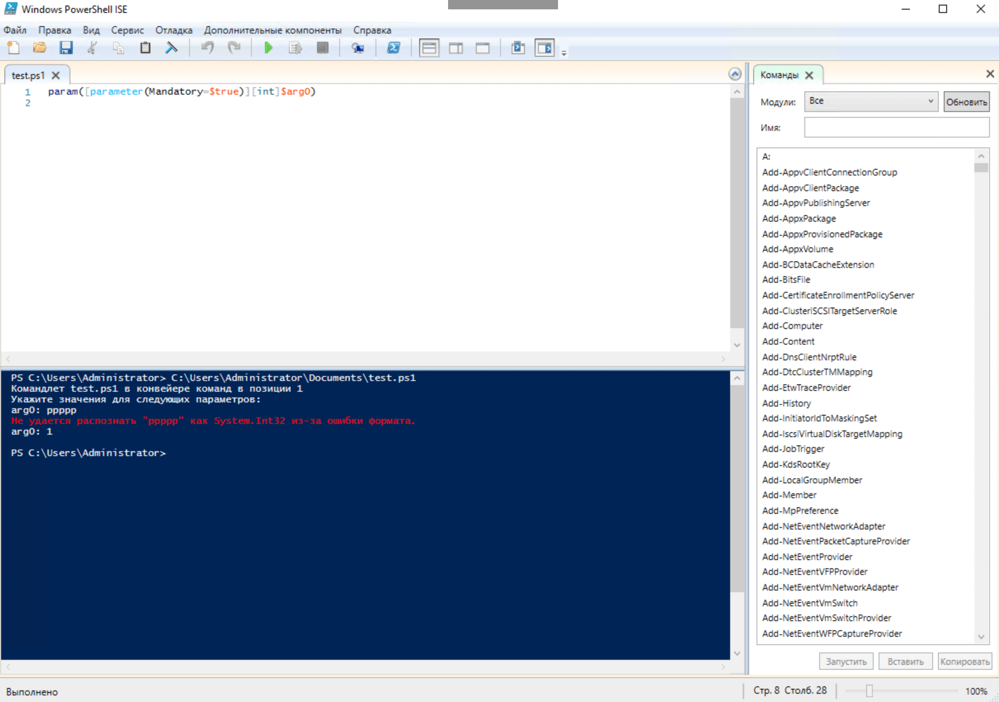 Windows PowerShell ISE
Файл Правка Вид Сервис Отладка Дополнительные компоненты Справка
test.ps1
1 param([parameter(Mandatory=$true)][int]$arg0)
2
PS C:\Users\Administrator> C:\Users\Administrator\Documents\test.ps1
Командлет test.ps1 в конвейере команд в позиции 1
Укажите значения для следующих параметров:
arg0: ppppp
Не удается распознать "ppppp" как System.Int32 из-за ошибки формата.
arg0: 1
PS C:\Users\Administrator>
Команды
Модули: Все Обновить
Имя:
A:
Add-AppvClientConnectionGroup
Add-AppvClientPackage
Add-AppvPublishingServer
Add-AppxPackage
Add-AppxProvisionedPackage
Add-AppxVolume
Add-BCDataCacheExtension
Add-BitsFile
Add-CertificateEnrollmentPolicyServer
Add-ClusteriSCSITargetServerRole
Add-Computer
Add-Content
Add-DnsClientNrptRule
Add-DtcClusterTMMapping
Add-EtwTraceProvider
Add-History
Add-InitiatorIdToMaskingSet
Add-IscsiVirtualDiskTargetMapping
Add-JobTrigger
Add-KdsRootKey
Add-LocalGroupMember
Add-Member
Add-MpPreference
Add-NetEventNetworkAdapter
Add-NetEventPacketCaptureProvider
Add-NetEventProvider
Add-NetEventVFPProvider
Add-NetEventVmNetworkAdapter
Add-NetEventVmSwitch
Add-NetEventVmSwitchProvider
Add-NetEventWFPCaptureProvider
Запустить Вставить Копировать
Выполнено
Стр. 8 Столб. 28 100%